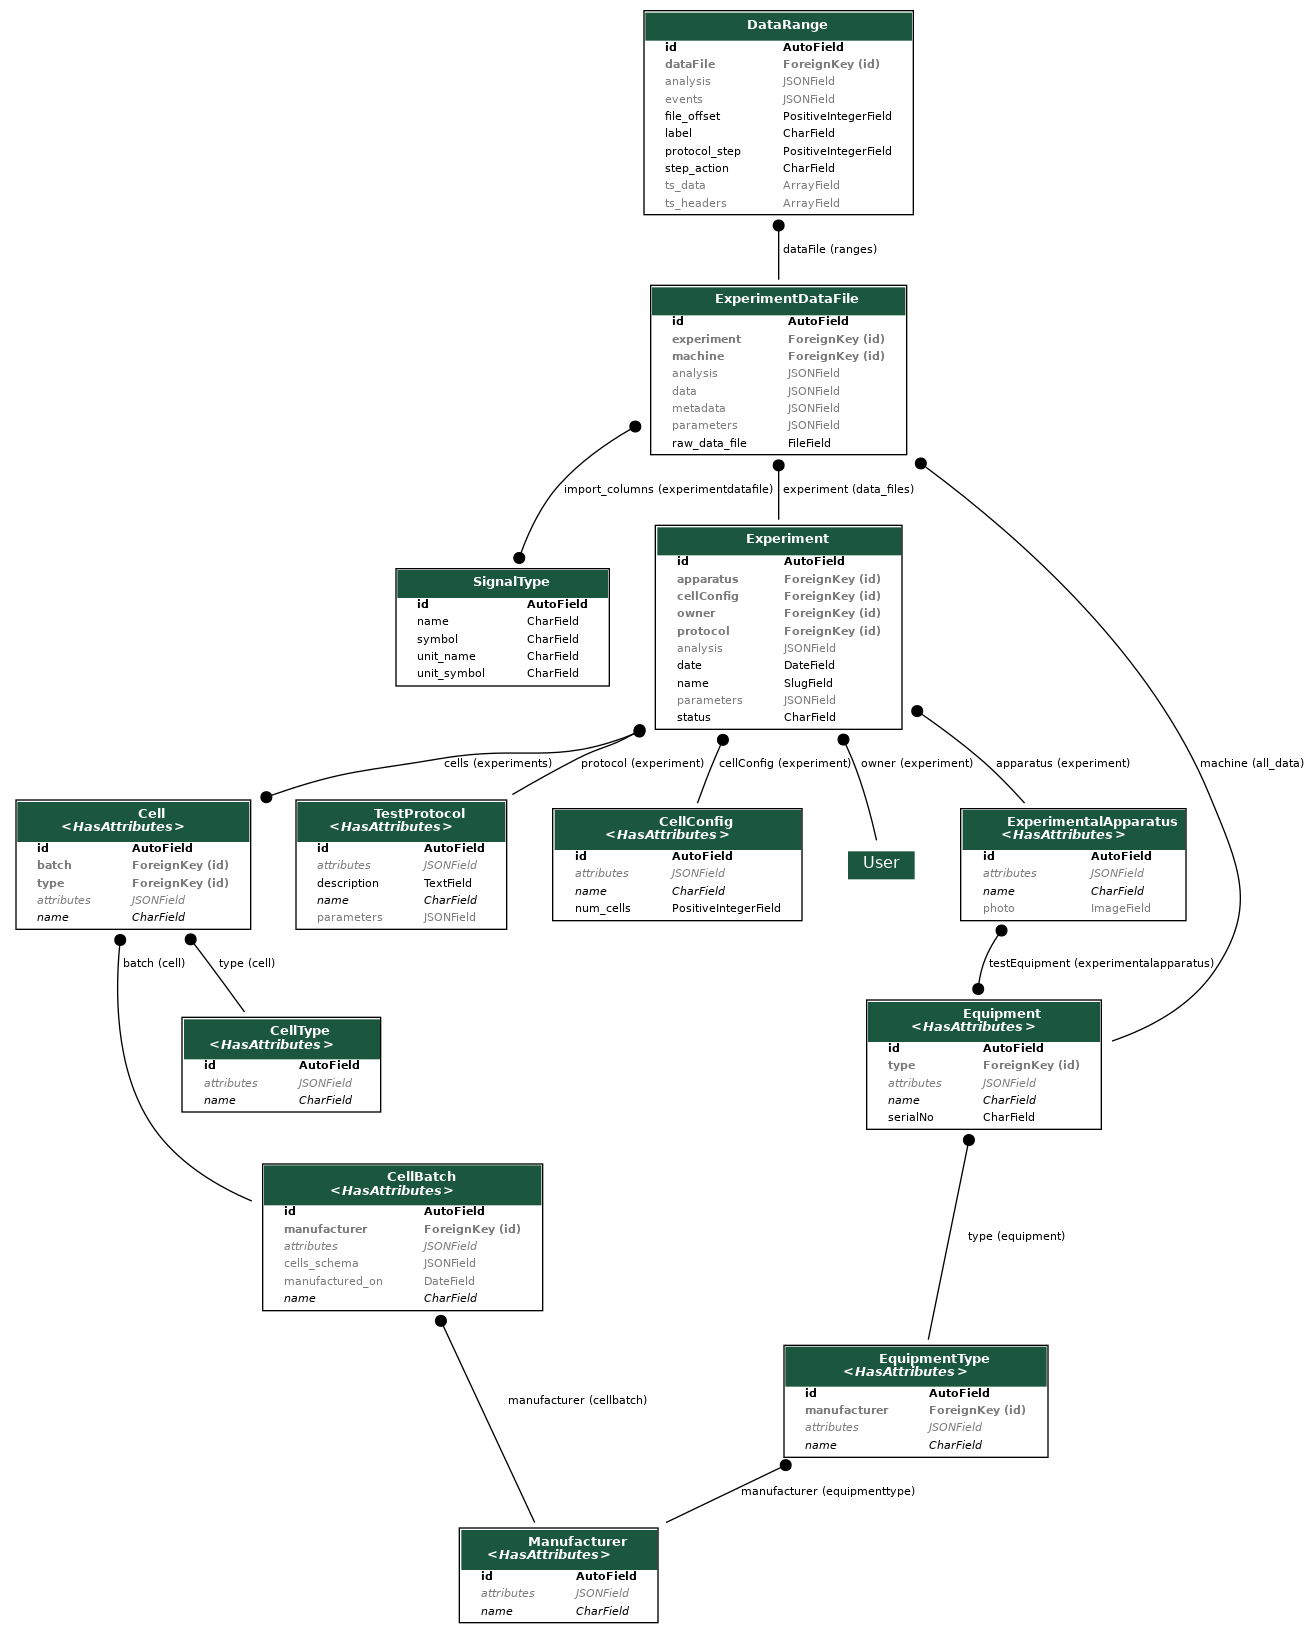 DataRange
id AutoField
dataFile ForeignKey (id)
analysis JSONField
events JSONField
file_offset PositiveIntegerField
label CharField
protocol_step PositiveIntegerField
step_action CharField
ts_data ArrayField
ts_headers ArrayField
dataFile (ranges)
ExperimentDataFile
id AutoField
experiment ForeignKey (id)
machine ForeignKey (id)
analysis JSONField
data JSONField
metadata JSONField
parameters JSONField
raw_data_file FileField
import_columns (experimentdatafile)
experiment (data_files)
Experiment
id AutoField
apparatus ForeignKey (id)
cellConfig ForeignKey (id)
owner ForeignKey (id)
protocol ForeignKey (id)
analysis JSONField
date DateField
name SlugField
parameters JSONField
status CharField
SignalType
id AutoField
name CharField
symbol CharField
unit_name CharField
unit_symbol CharField
cells (experiments)
protocol (experiment)
cellConfig (experiment)
owner (experiment)
apparatus (experiment)
machine (all_data)
Cell
<HasAttributes>
id AutoField
batch ForeignKey (id)
type ForeignKey (id)
attributes JSONField
name CharField
TestProtocol
<HasAttributes>
id AutoField
attributes JSONField
description TextField
name CharField
parameters JSONField
CellConfig
<HasAttributes>
id AutoField
attributes JSONField
name CharField
num_cells PositiveIntegerField
User
ExperimentalApparatus
<HasAttributes>
id AutoField
attributes JSONField
name CharField
photo ImageField
batch (cell)
type (cell)
testEquipment (experimentalapparatus)
CellType
<HasAttributes>
id AutoField
attributes JSONField
name CharField
Equipment
<HasAttributes>
id AutoField
type ForeignKey (id)
attributes JSONField
name CharField
serialNo CharField
CellBatch
<HasAttributes>
id AutoField
manufacturer ForeignKey (id)
attributes JSONField
cells_schema JSONField
manufactured_on DateField
name CharField
type (equipment)
EquipmentType
<HasAttributes>
id AutoField
manufacturer ForeignKey (id)
attributes JSONField
name CharField
manufacturer (cellbatch)
manufacturer (equipmenttype)
Manufacturer
<HasAttributes>
id AutoField
attributes JSONField
name CharField